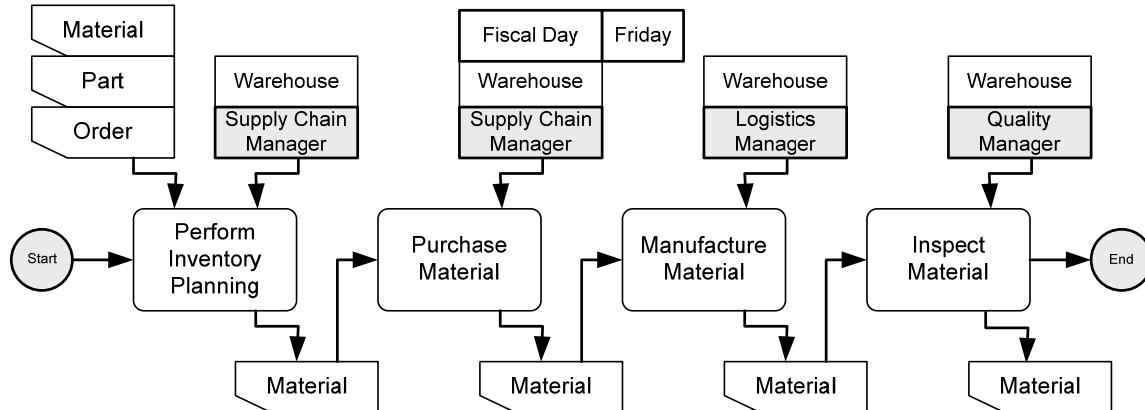 Material
Part
Order
Warehouse
Supply Chain
Manager
Fiscal Day
Friday
Warehouse
Supply Chain
Manager
Warehouse
Logistics
Manager
Warehouse
Quality
Manager
Start
Perform
Inventory
Planning
Purchase
Material
Manufacture
Material
Inspect
Material
End
Material
Material
Material
Material